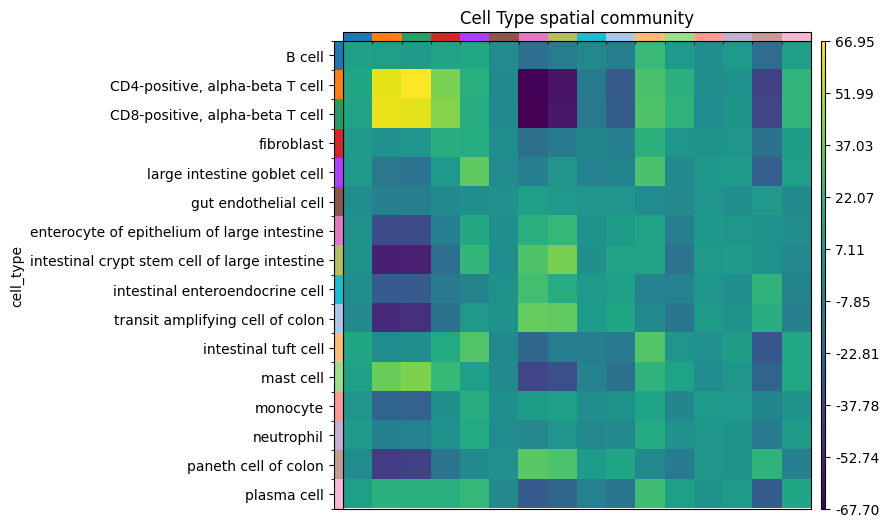 Cell Type spatial community
B cell
CD4-positive, alpha-beta T cell
CD8-positive, alpha-beta T cell
fibroblast
large intestine goblet cell
gut endothelial cell
enterocyte of epithelium of large intestine
intestinal crypt stem cell of large intestine
intestinal enteroendocrine cell
transit amplifying cell of colon
intestinal tuft cell
mast cell
monocyte
neutrophil
paneth cell of colon
plasma cell
cell_type
66.95
51.99
37.03
22.07
7.11
-7.85
-22.81
-37.78
-52.74
-67.70